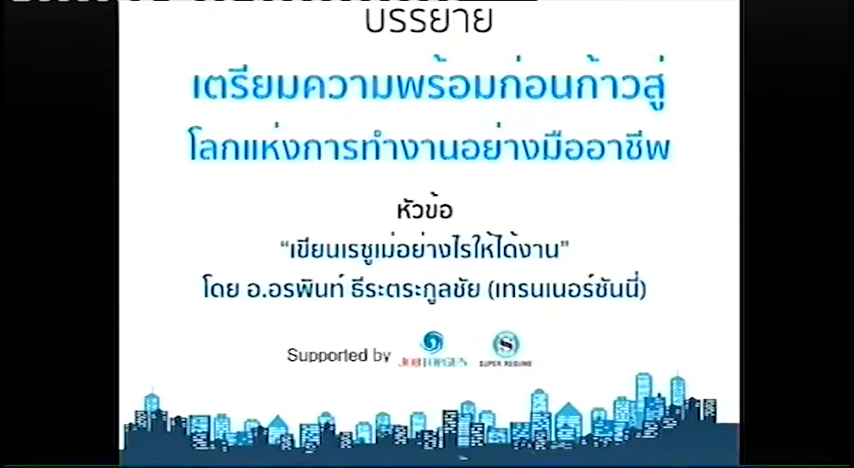 บรรยาย
เตรียมความพร้อมก่อนก้าวสู่
โลกแห่งการทำงานอย่างมืออาชีพ
หัวข้อ
“เขียนเรซูเม่อย่างไรให้ได้งาน”
โดย อ.อรพินท์ ธีระตระกูลชัย (เทรนเนอร์ซันนี่)
Supported by JOBTOPGUN SUPER RESUME